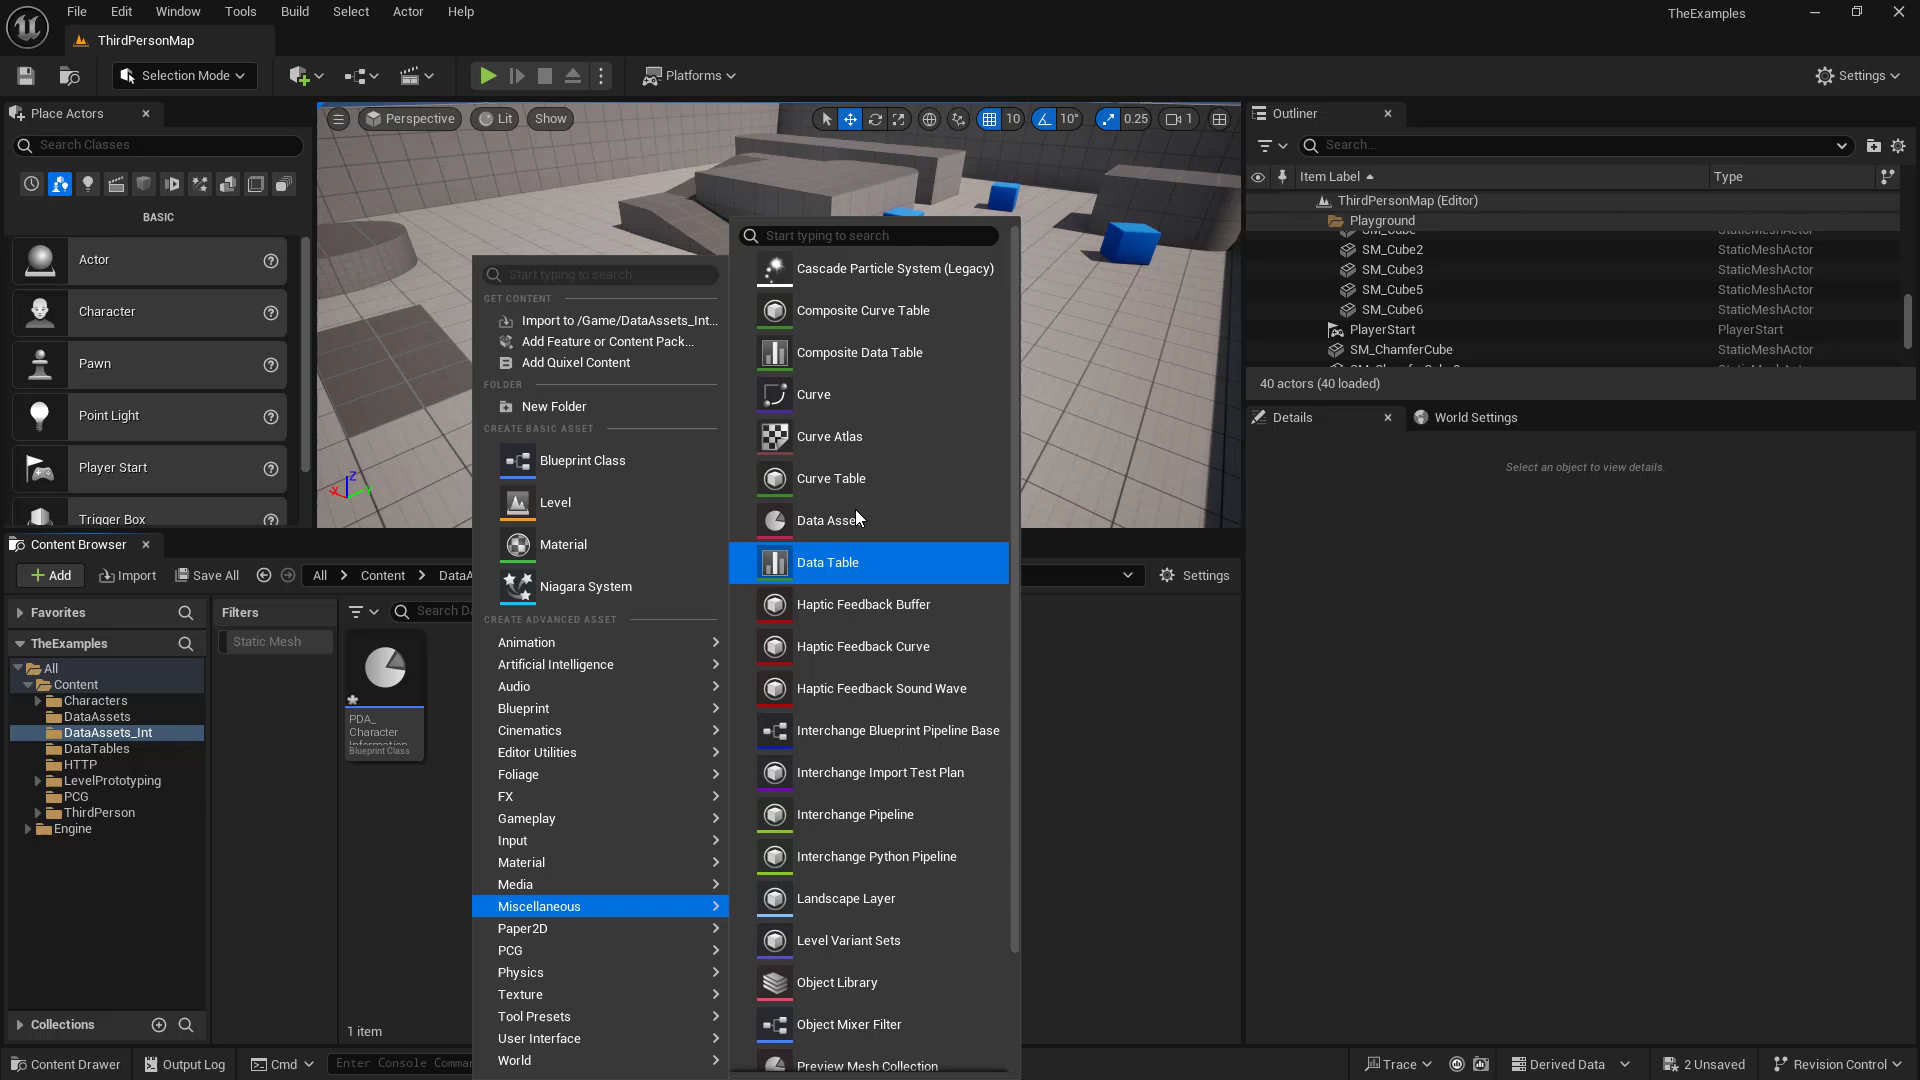 File Edit Window Tools Build Select Actor Help
TheExamples
ThirdPersonMap
Selection Mode
Platforms
Settings
Place Actors
Search Classes
BASIC
Actor
Character
Pawn
Point Light
Player Start
Trigger Box
Perspective
Lit
Show
10
10°
0.25
1
X
Z
Y
Outliner
Search...
Item Label
Type
ThirdPersonMap (Editor)
Playground
SM_Cube StaticMeshActor
SM_Cube2 StaticMeshActor
SM_Cube3 StaticMeshActor
SM_Cube5 StaticMeshActor
SM_Cube6 StaticMeshActor
PlayerStart PlayerStart
SM_ChamferCube StaticMeshActor
40 actors (40 loaded)
Details
World Settings
Select an object to view details.
Content Browser
Add
Import
Save All
All
Content
DataA
Settings
Favorites
TheExamples
All
Content
Characters
DataAssets
DataAssets_Int
DataTables
HTTP
LevelPrototyping
PCG
ThirdPerson
Engine
Collections
Filters
Static Mesh
Search Da
PDA_
Character
Information
Blueprint Class
1 item
Start typing to search
GET CONTENT
Import to /Game/DataAssets_Int...
Add Feature or Content Pack...
Add Quixel Content
FOLDER
New Folder
CREATE BASIC ASSET
Blueprint Class
Level
Material
Niagara System
CREATE ADVANCED ASSET
Animation
Artificial Intelligence
Audio
Blueprint
Cinematics
Editor Utilities
Foliage
FX
Gameplay
Input
Material
Media
Miscellaneous
Paper2D
PCG
Physics
Texture
Tool Presets
User Interface
World
Start typing to search
Cascade Particle System (Legacy)
Composite Curve Table
Composite Data Table
Curve
Curve Atlas
Curve Table
Data Asset
Data Table
Haptic Feedback Buffer
Haptic Feedback Curve
Haptic Feedback Sound Wave
Interchange Blueprint Pipeline Base
Interchange Import Test Plan
Interchange Pipeline
Interchange Python Pipeline
Landscape Layer
Level Variant Sets
Object Library
Object Mixer Filter
Preview Mesh Collection
Content Drawer
Output Log
Cmd
Enter Console Comma
Trace
Derived Data
2 Unsaved
Revision Control